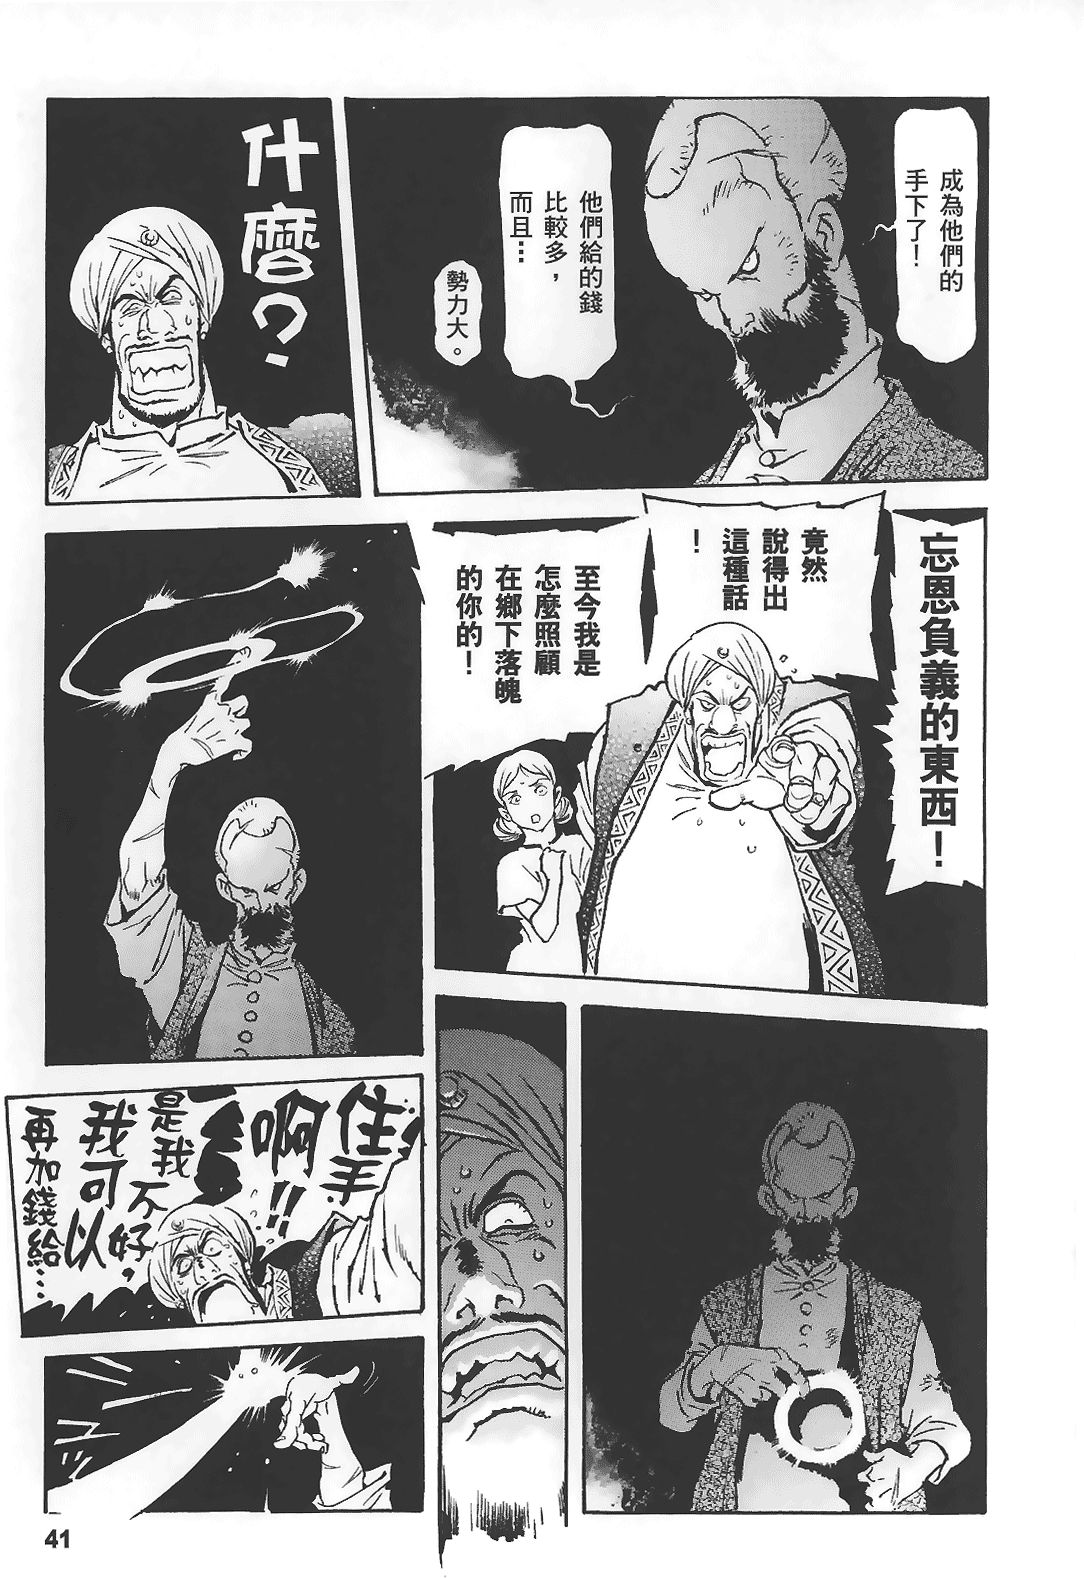 成為他們的
手下了！
他們給的錢
比較多，
而且…
勢力大。
什麼？
忘恩負義的東西！
竟然
說得出
這種話
！
至今我是
怎麼照顧
在鄉下落魄
的你的！
住手
啊!!
是我不好，
我可以
再加錢給…
41